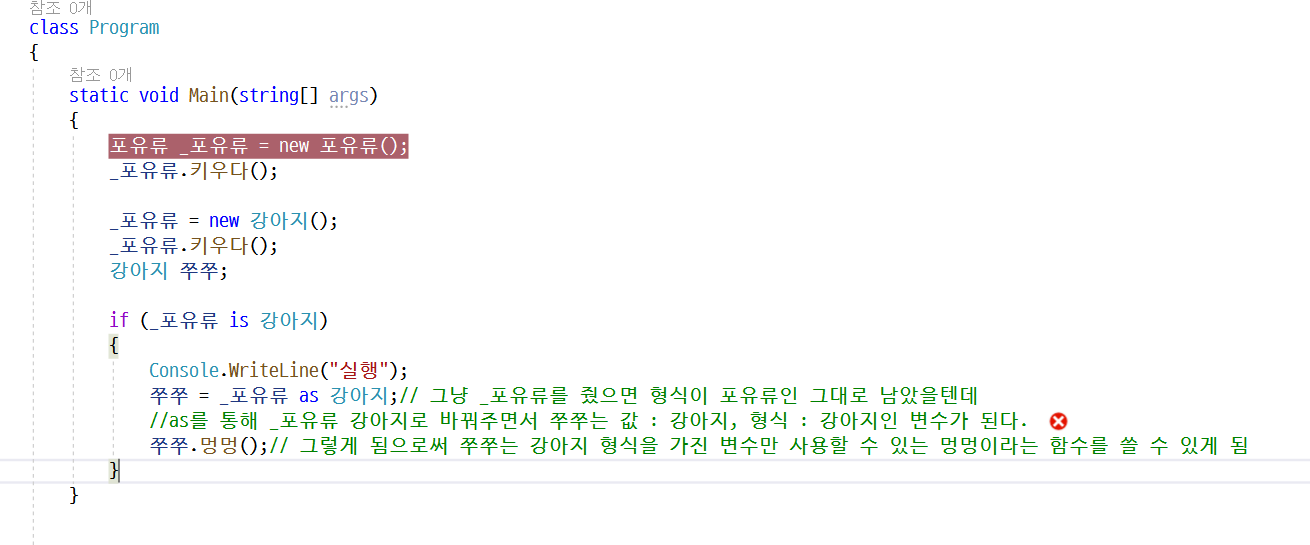 참조 0개
class Program
{
참조 0개
static void Main(string[] args)
{
포유류 _포유류 = new 포유류();
_포유류.키우다();
_포유류 = new 강아지();
_포유류.키우다();
강아지 쭈쭈;
if (_포유류 is 강아지)
{
Console.WriteLine("실행");
쭈쭈 = _포유류 as 강아지;// 그냥 _포유류를 줬으면 형식이 포유류인 그대로 남았을텐데
//as를 통해 _포유류 강아지로 바꿔주면서 쭈쭈는 값 : 강아지, 형식 : 강아지인 변수가 된다.
쭈쭈.멍멍();// 그렇게 됨으로써 쭈쭈는 강아지 형식을 가진 변수만 사용할 수 있는 멍멍이라는 함수를 쓸 수 있게 됨
}
}